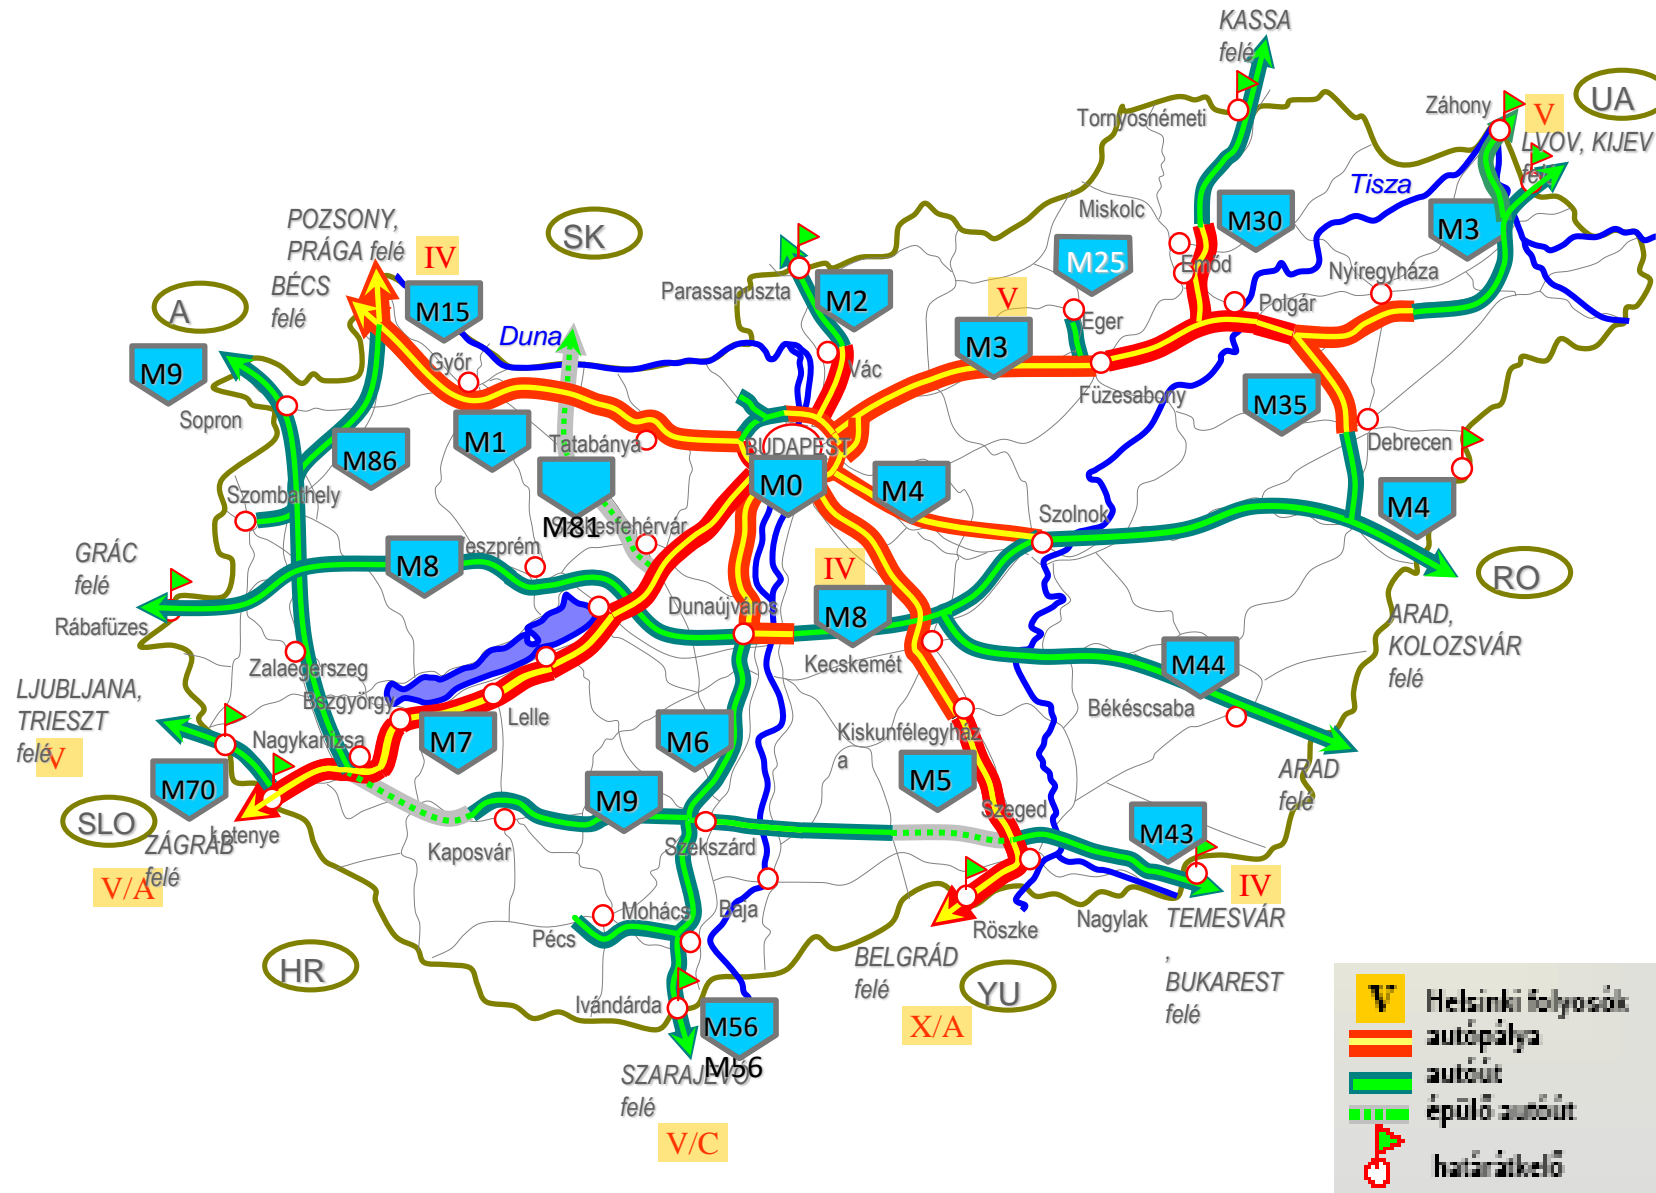 KASSA
felé
Záhony
V
UA
Tornyosnémeti
LVOV, KIJEV
felé
Tisza
Miskolc
M30
M3
POZSONY,
PRÁGA felé
IV
SK
BÉCS
felé
M25
Emőd
Nyíregyháza
Parassapuszta
M2
V
Polgár
A
M15
Duna
Eger
M3
Győr
Vác
Füzesabony
M35
M9
Sopron
M1
Tatabánya
BUDAPEST
Debrecen
M86
M0
M4
M4
Szombathely
M81
Székesfehérvár
Szolnok
GRÁC
felé
M8
Veszprém
IV
RO
Rábafüzes
Dunaújváros
M8
ARAD,
KOLOZSVÁR
felé
Zalaegerszeg
Kecskemét
M44
LJUBLJANA,
TRIESZT
felé
V
Bszgyörgy
Lelle
Békéscsaba
Nagykanizsa
M7
M6
Kiskunfélegyház
a
ARAD
felé
M70
M9
M5
Szeged
SLO
Letenye
M43
ZÁGRÁB
felé
Kaposvár
Szekszárd
V/A
IV
Mohács
Baja
Nagylak
TEMESVÁR
,
BUKAREST
felé
Pécs
Röszke
BELGRÁD
felé
HR
YU
Ivándárda
M56
X/A
M56
SZARAJEVÓ
felé
V/C
V
Helsinki folyosók
autópálya
autóút
épülő autóút
határátkelő